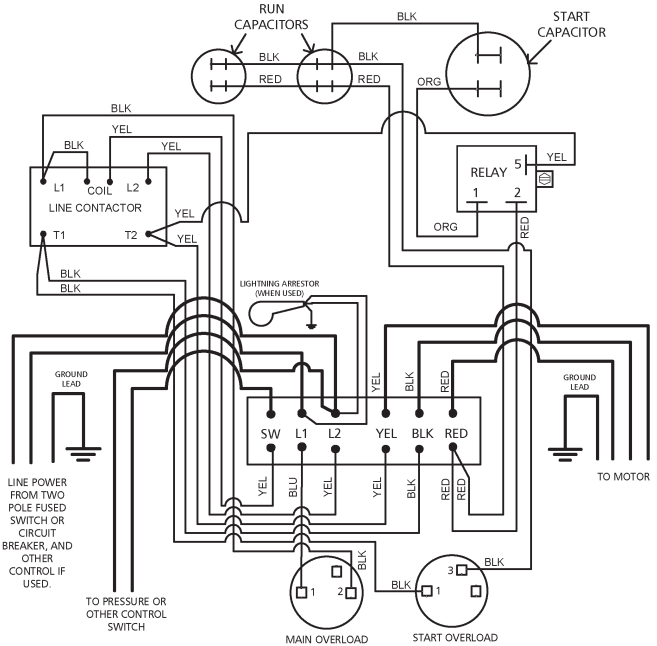 RUN
CAPACITORS
START
CAPACITOR
BLK
BLK
BLK
RED
RED
ORG
BLK
YEL
BLK
YEL
L1
COIL
L2
LINE CONTACTOR
T1
T2
YEL
YEL
BLK
BLK
RELAY
5
1
2
YEL
ORG
RED
LIGHTNING ARRESTOR
(WHEN USED)
GROUND
LEAD
YEL
BLK
RED
GROUND
LEAD
SW
L1
L2
YEL
BLK
RED
YEL
BLU
YEL
YEL
BLK
RED
RED
LINE POWER
FROM TWO
POLE FUSED
SWITCH OR
CIRCUIT
BREAKER, AND
OTHER
CONTROL IF
USED.
TO MOTOR
TO PRESSURE OR
OTHER CONTROL
SWITCH
BLK
1
2
MAIN OVERLOAD
BLK
1
3
BLK
START OVERLOAD